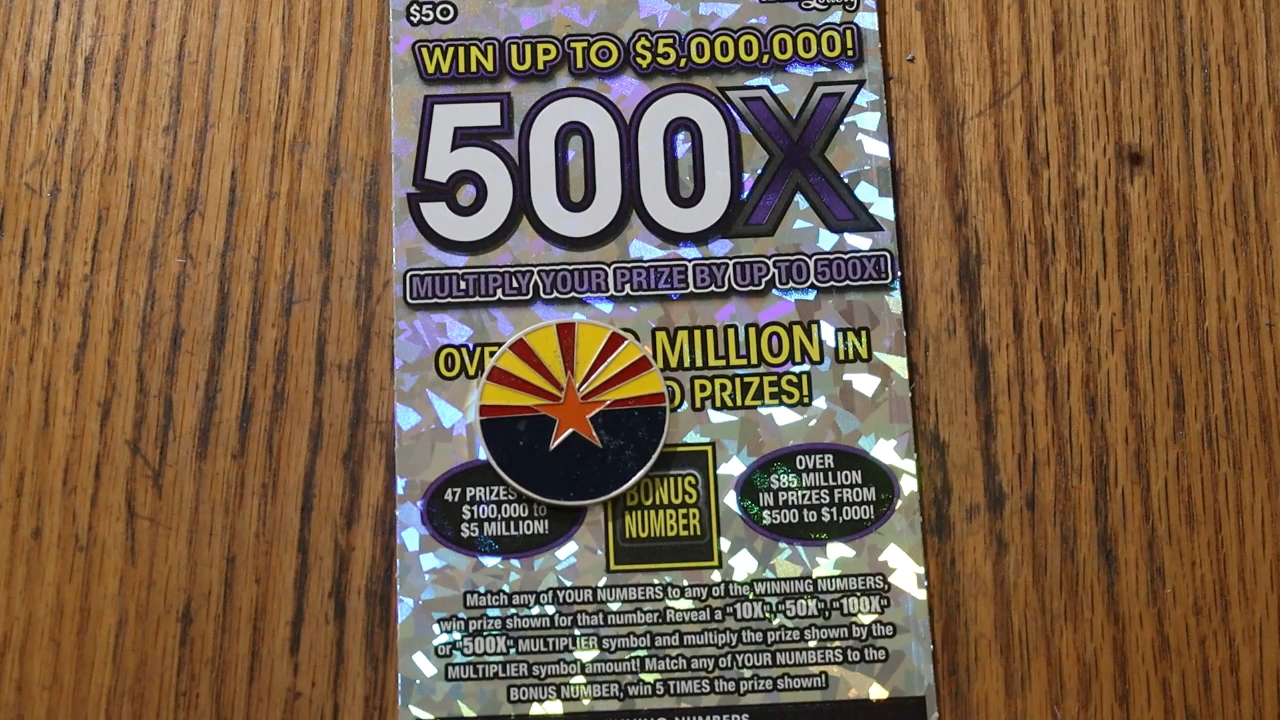 $50
Lottery
WIN UP TO $5,000,000!
500X
MULTIPLY YOUR PRIZE BY UP TO 500X!
MILLION IN
PRIZES!
47 PRIZES
$100,000 to
$5 MILLION!
BONUS
NUMBER
OVER
$85 MILLION
IN PRIZES FROM
$500 to $1,000!
Match any of YOUR NUMBERS to any of the WINNING NUMBERS,
win prize shown for that number. Reveal a "10X", "50X", "100X"
or "500X" MULTIPLIER symbol and multiply the prize shown by the
MULTIPLIER symbol amount! Match any of YOUR NUMBERS to the
BONUS NUMBER, win 5 TIMES the prize shown!
NUMBERS